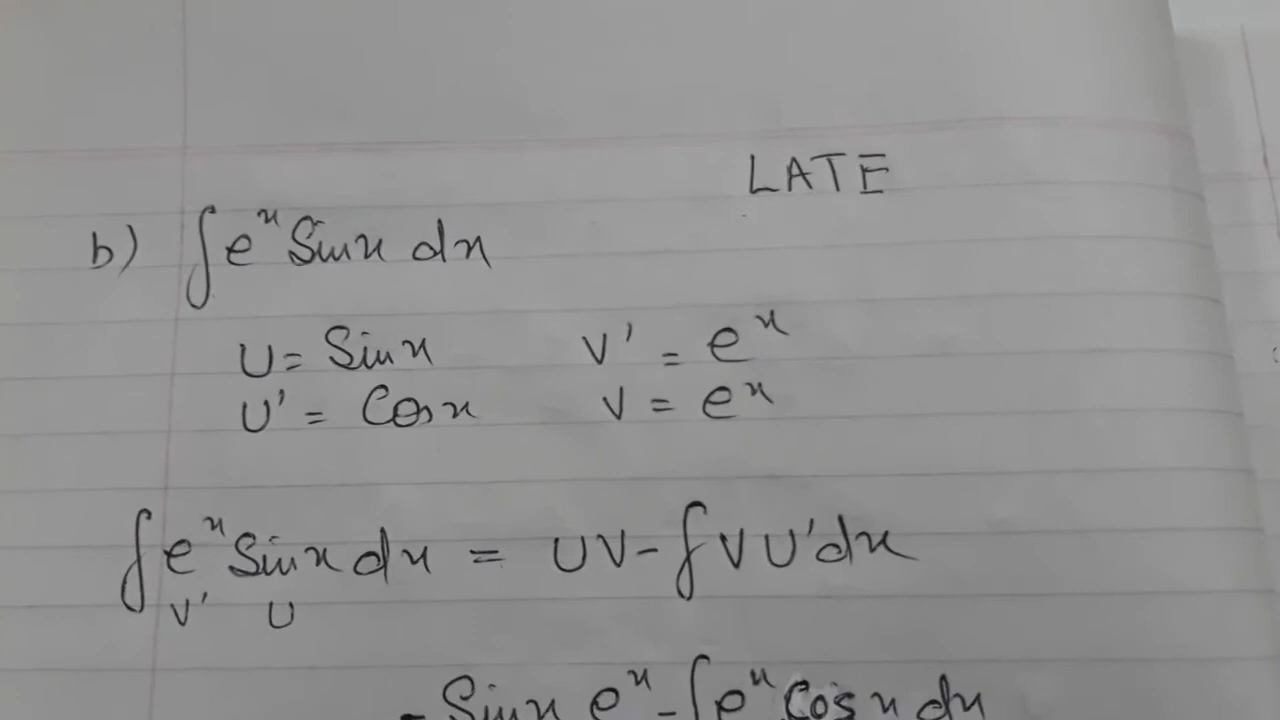 LATE
b) ∫eˣ Sinx dx
U = Sinx V' = eˣ
U' = Cosx V = eˣ
∫eˣ Sinx dx = UV - ∫VU'dx
V' U
= Sinx eˣ - ∫eˣ Cosx dx